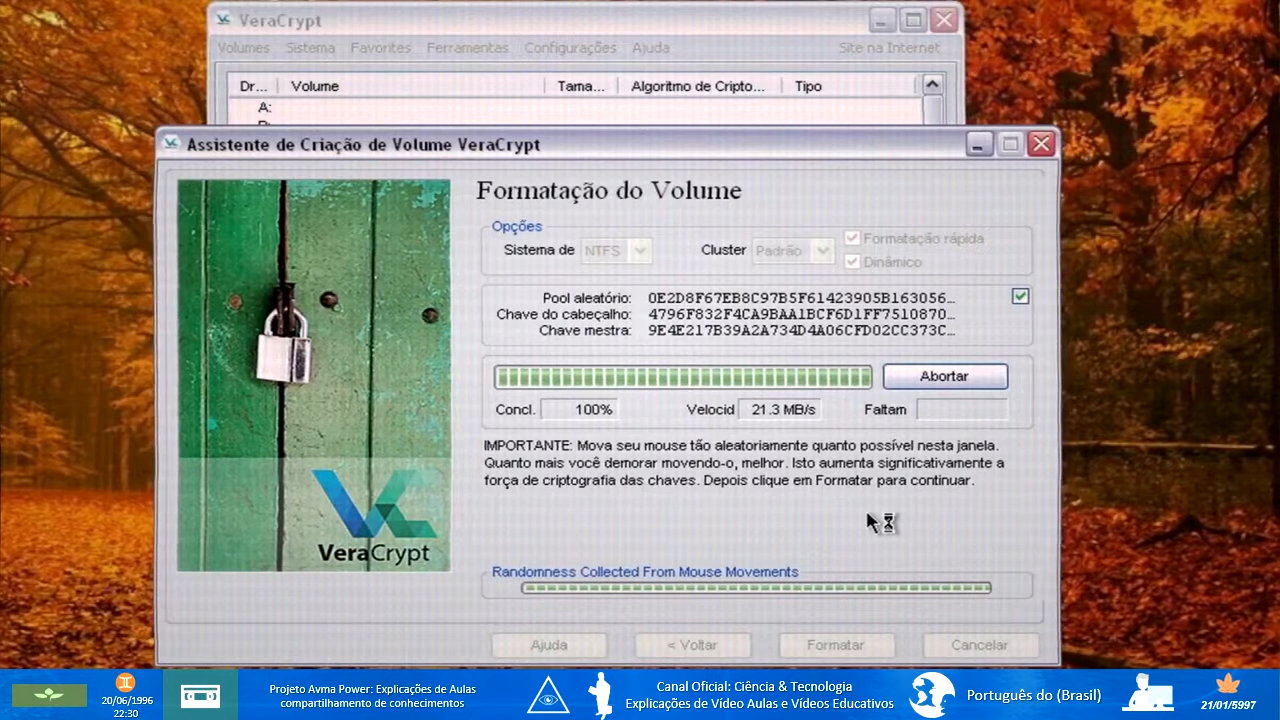 VeraCrypt
Volumes Sistema Favorites Ferramentas Configurações Ajuda Site na Internet
Dr... Volume Tama... Algoritmo de Cripto... Tipo
A:
Assistente de Criação de Volume VeraCrypt
Formatação do Volume
Opções
Sistema de NTFS Cluster Padrão Formatação rápida
Dinâmico
Pool aleatório: 0E2D8F67EB8C97B5F61423905B163056...
Chave do cabeçalho: 4796F832F4CA9BAA1BCF6D1FF7510870...
Chave mestra: 9E4E217B39A2A734D4A06CFD02CC373C...
Abortar
Concl. 100% Velocid 21.3 MB/s Faltam
IMPORTANTE: Mova seu mouse tão aleatoriamente quanto possível nesta janela.
Quanto mais você demorar movendo-o, melhor. Isto aumenta significativamente a
força de criptografia das chaves. Depois clique em Formatar para continuar.
VeraCrypt
Randomness Collected From Mouse Movements
Ajuda < Voltar Formatar Cancelar
20/06/1996
22:30
Projeto Avma Power: Explicações de Aulas
compartilhamento de conhecimentos
Canal Oficial: Ciência & Tecnologia
Explicações de Vídeo Aulas e Vídeos Educativos
Português do (Brasil)
21/01/5997